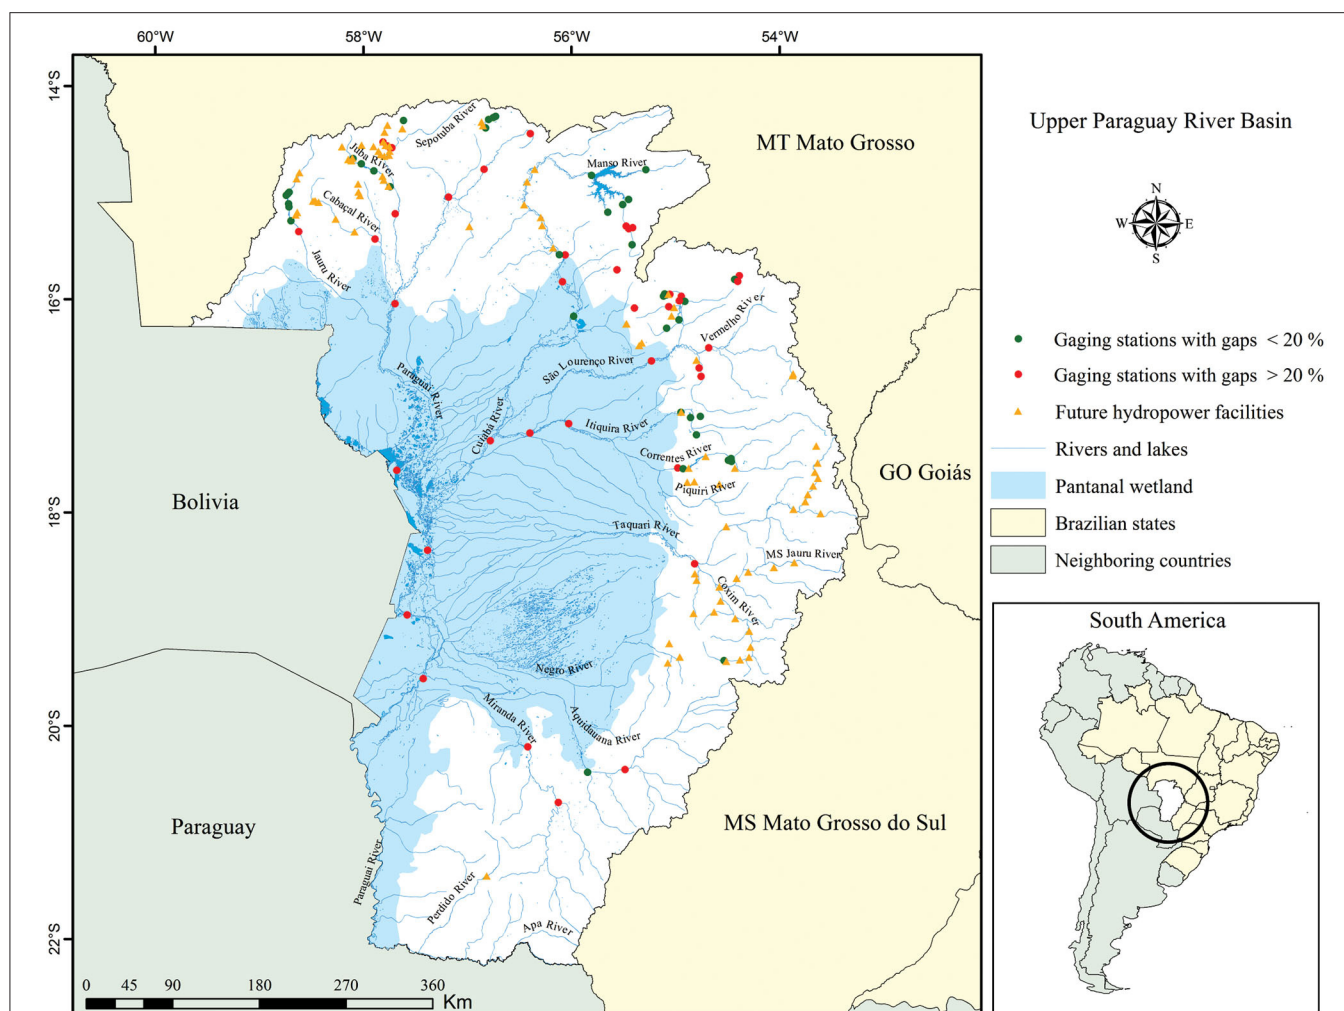 60°W
58°W
56°W
54°W
14°S
16°S
18°S
20°S
22°S
Upper Paraguay River Basin
N
W
E
S
MT Mato Grosso
GO Goiás
MS Mato Grosso do Sul
Bolivia
Paraguay
Sepotuba River
Juba River
Cabaçal River
Jauru River
Manso River
Vermelho River
São Lourenço River
Paraguai River
Cuiabá River
Itiquira River
Correntes River
Piquiri River
Taquari River
MS Jauru River
Coxim River
Negro River
Miranda River
Aquidauana River
Paraguai River
Perdido River
Apa River
Gaging stations with gaps < 20 %
Gaging stations with gaps > 20 %
Future hydropower facilities
Rivers and lakes
Pantanal wetland
Brazilian states
Neighboring countries
South America
0 45 90 180 270 360
Km